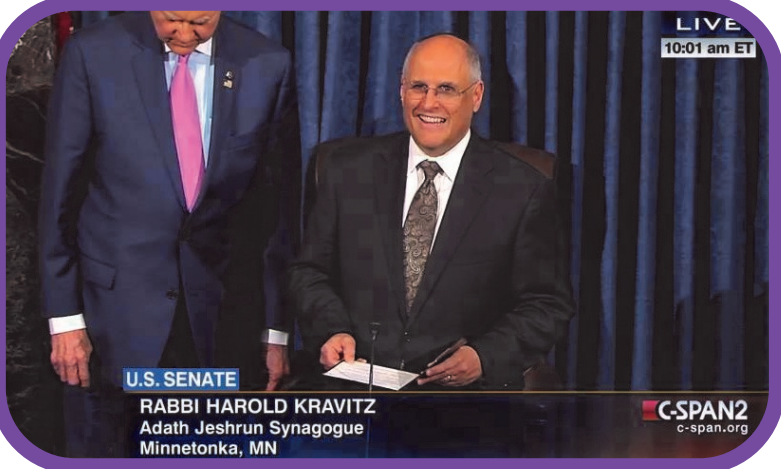 LIVE
10:01 am ET
U.S. SENATE
RABBI HAROLD KRAVITZ
Adath Jeshrun Synagogue
Minnetonka, MN
C-SPAN2
c-span.org